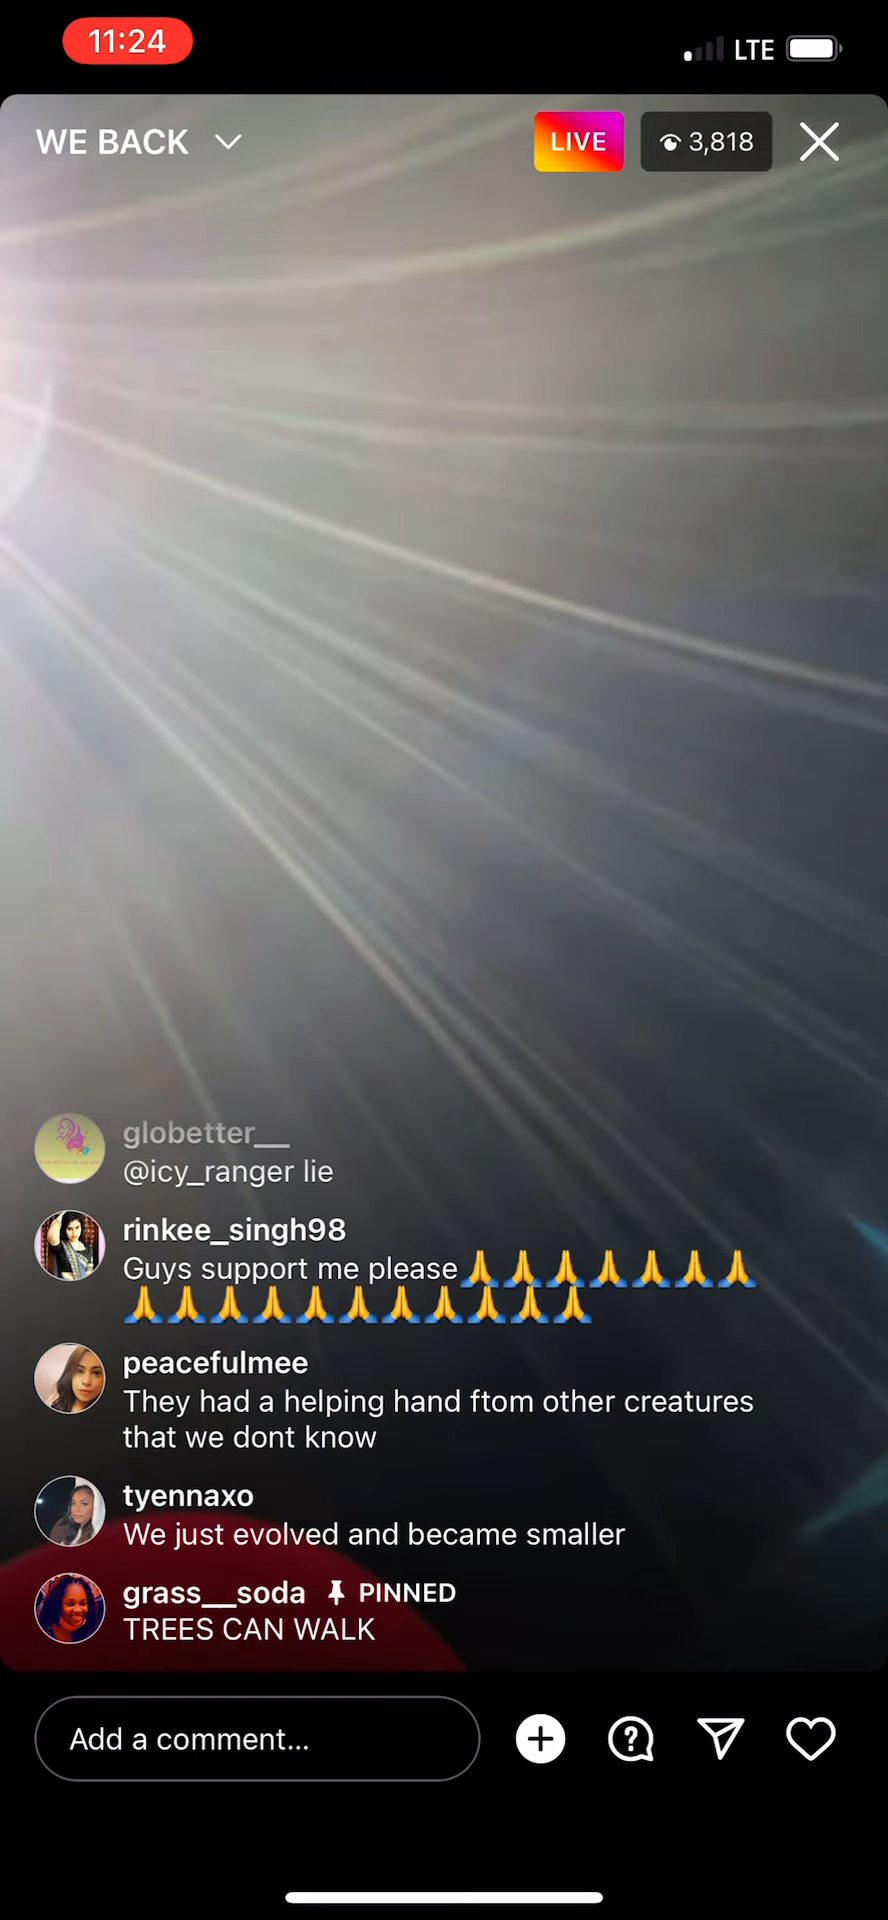 11:24
LTE
WE BACK
LIVE
3,818
globetter__
@icy_ranger lie
rinkee_singh98
Guys support me please🙏🙏🙏🙏🙏🙏🙏
🙏🙏🙏🙏🙏🙏🙏🙏🙏🙏🙏
peacefulmee
They had a helping hand ftom other creatures
that we dont know
tyennaxo
We just evolved and became smaller
grass__soda PINNED
TREES CAN WALK
Add a comment...